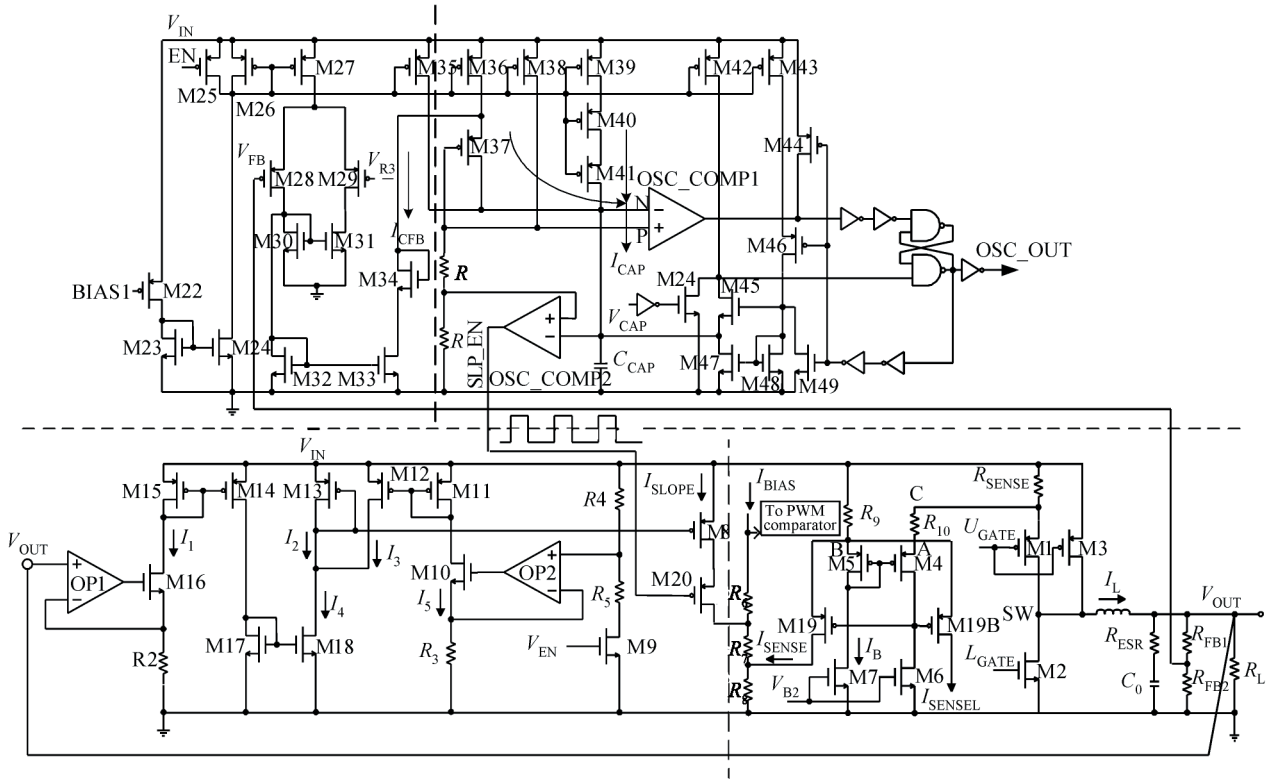 V_IN
EN
M25
M26
M27
M35
M36
M38
M39
M42
M43
M40
M37
M41
M44
V_FB
M28
M29
V_R3
OSC_COMP1
N
P
M30
M31
I_CFB
M34
R
I_CAP
M46
OSC_OUT
M24
M45
BIAS1
M22
V_CAP
M23
M24
R
SLP_EN
C_CAP
M47
M48
M49
M32
M33
OSC_COMP2
V_IN
M15
M14
M13
M12
M11
R4
I_SLOPE
I_BIAS
To PWM
comparator
R_9
C
R_SENSE
R_10
V_OUT
I_1
I_2
I_3
U_GATE
M1
M3
OP1
M16
M10
OP2
M20
B
M5
A
M4
I_L
V_OUT
I_4
I_5
R_5
M19
M19B
SW
R2
M17
M18
R_3
V_EN
M9
I_SENSE
I_B
M7
M6
V_B2
I_SENSEL
L_GATE
M2
R_ESR
R_FB1
C_0
R_FB2
R_L